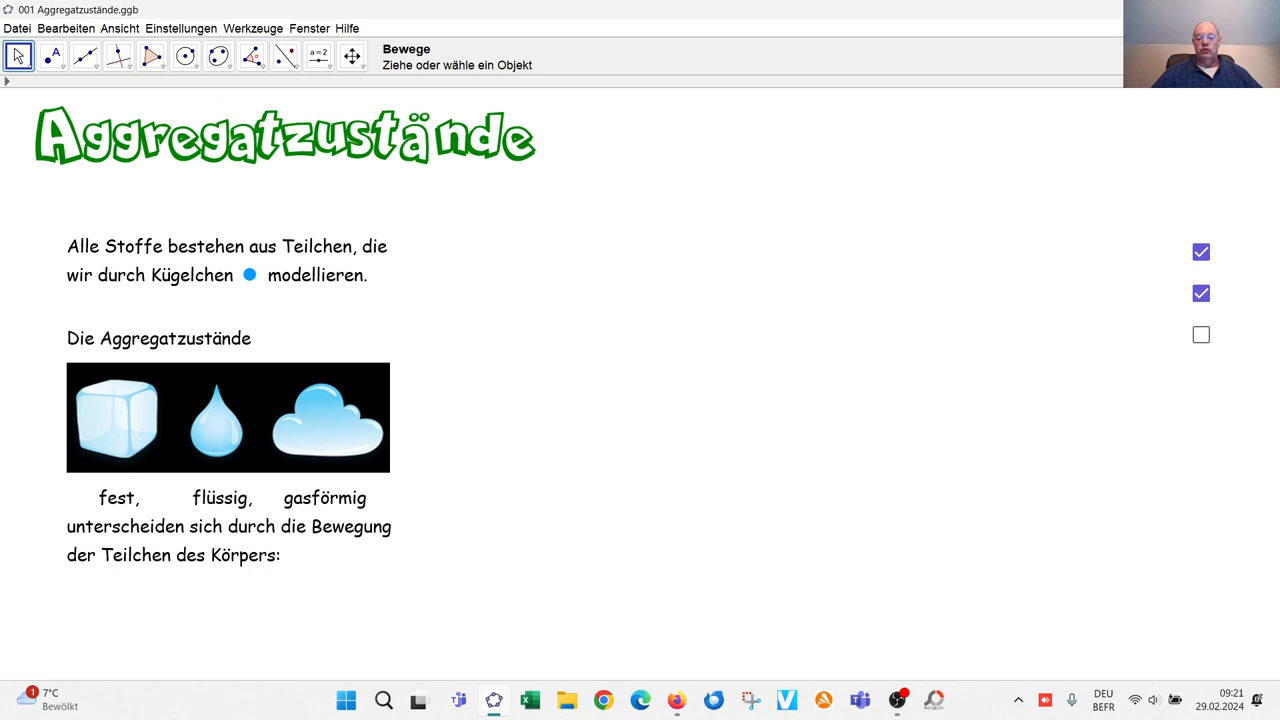 001 Aggregatzustände.ggb
Datei Bearbeiten Ansicht Einstellungen Werkzeuge Fenster Hilfe
A
a=2
Bewege
Ziehe oder wähle ein Objekt
Aggregatzustände
Alle Stoffe bestehen aus Teilchen, die
wir durch Kügelchen modellieren.
Die Aggregatzustände
fest, flüssig, gasförmig
unterscheiden sich durch die Bewegung
der Teilchen des Körpers:
1
7°C
Bewölkt
DEU
BEFR
09:21
29.02.2024